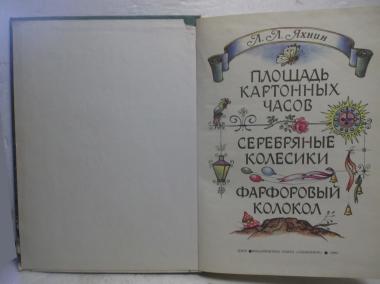 Л. Л. Яхнин
ПЛОЩАДЬ
КАРТОННЫХ
ЧАСОВ
СЕРЕБРЯНЫЕ
КОЛЕСИКИ
ФАРФОРОВЫЙ
КОЛОКОЛ